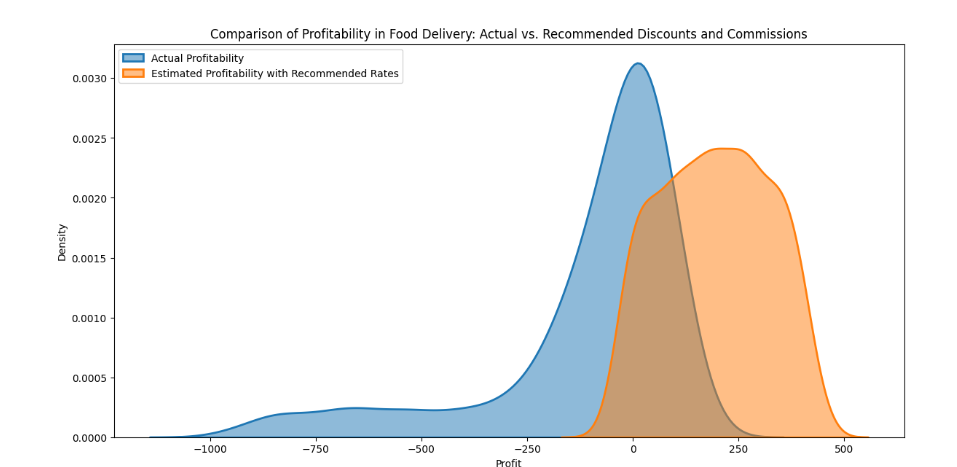 Comparison of Profitability in Food Delivery: Actual vs. Recommended Discounts and Commissions
Actual Profitability
Estimated Profitability with Recommended Rates
0.0030
0.0025
0.0020
0.0015
0.0010
0.0005
0.0000
Density
−1000 −750 −500 −250 0 250 500
Profit